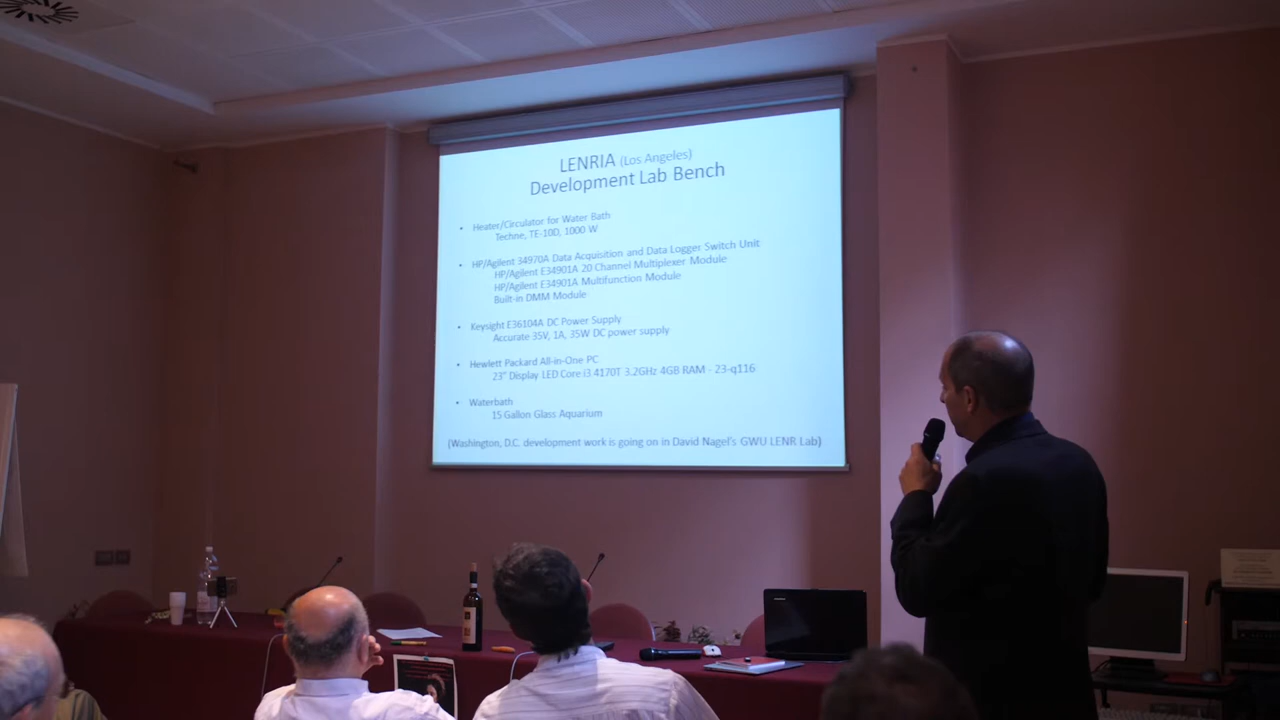 LENRIA (Los Angeles)
Development Lab Bench
• Heater/Circulator for Water Bath
Techne, TE-10D, 1000 W
• HP/Agilent 34970A Data Acquisition and Data Logger Switch Unit
HP/Agilent E34901A 20 Channel Multiplexer Module
HP/Agilent E34901A Multifunction Module
Built-in DMM Module
• Keysight E36104A DC Power Supply
Accurate 35V, 1A, 35W DC power supply
• Hewlett Packard All-in-One PC
23" Display LED Core i3 4170T 3.2GHz 4GB RAM - 23-q116
• Waterbath
15 Gallon Glass Aquarium
(Washington, D.C. development work is going on in David Nagel's GWU LENR Lab)